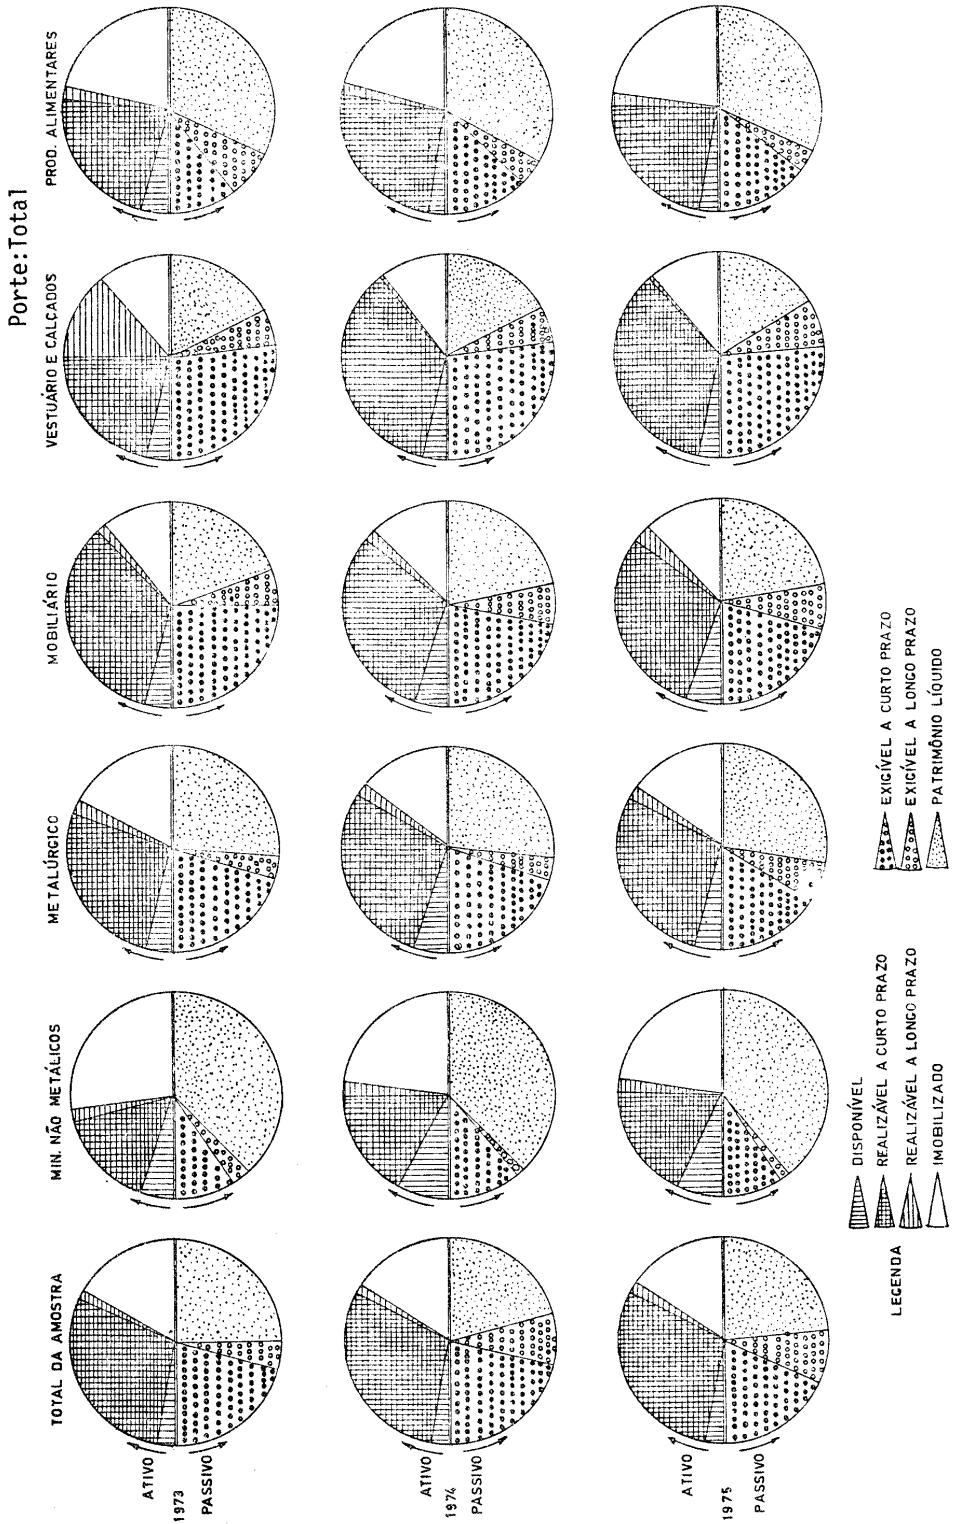 Porte:Total
TOTAL DA AMOSTRA
MIN. NÃO METÁLICOS
METALÚRGICO
MOBILIÁRIO
VESTUÁRIO E CALÇADOS
PROD. ALIMENTARES
ATIVO
1973
PASSIVO
ATIVO
1974
PASSIVO
ATIVO
1975
PASSIVO
LEGENDA
DISPONÍVEL
REALIZÁVEL A CURTO PRAZO
REALIZÁVEL A LONGO PRAZO
IMOBILIZADO
EXIGÍVEL A CURTO PRAZO
EXIGÍVEL A LONGO PRAZO
PATRIMÔNIO LÍQUIDO